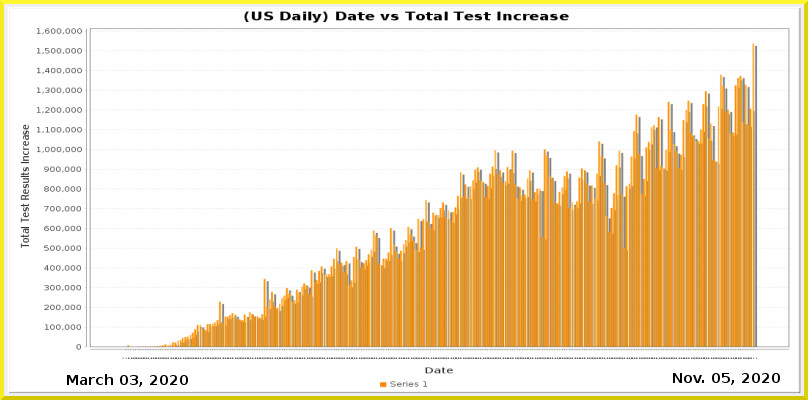 (US Daily) Date vs Total Test Increase
1,600,000
1,500,000
1,400,000
1,300,000
1,200,000
1,100,000
1,000,000
900,000
800,000
700,000
600,000
500,000
400,000
300,000
200,000
100,000
0
Total Test Results Increase
Date
March 03, 2020
Nov. 05, 2020
Series 1